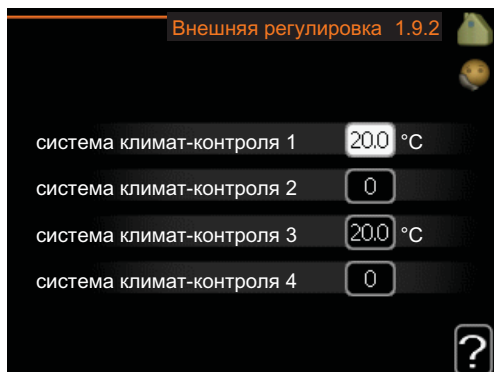 Внешняя регулировка 1.9.2
система климат-контроля 1 20.0 °C
система климат-контроля 2 0
система климат-контроля 3 20.0 °C
система климат-контроля 4 0
?